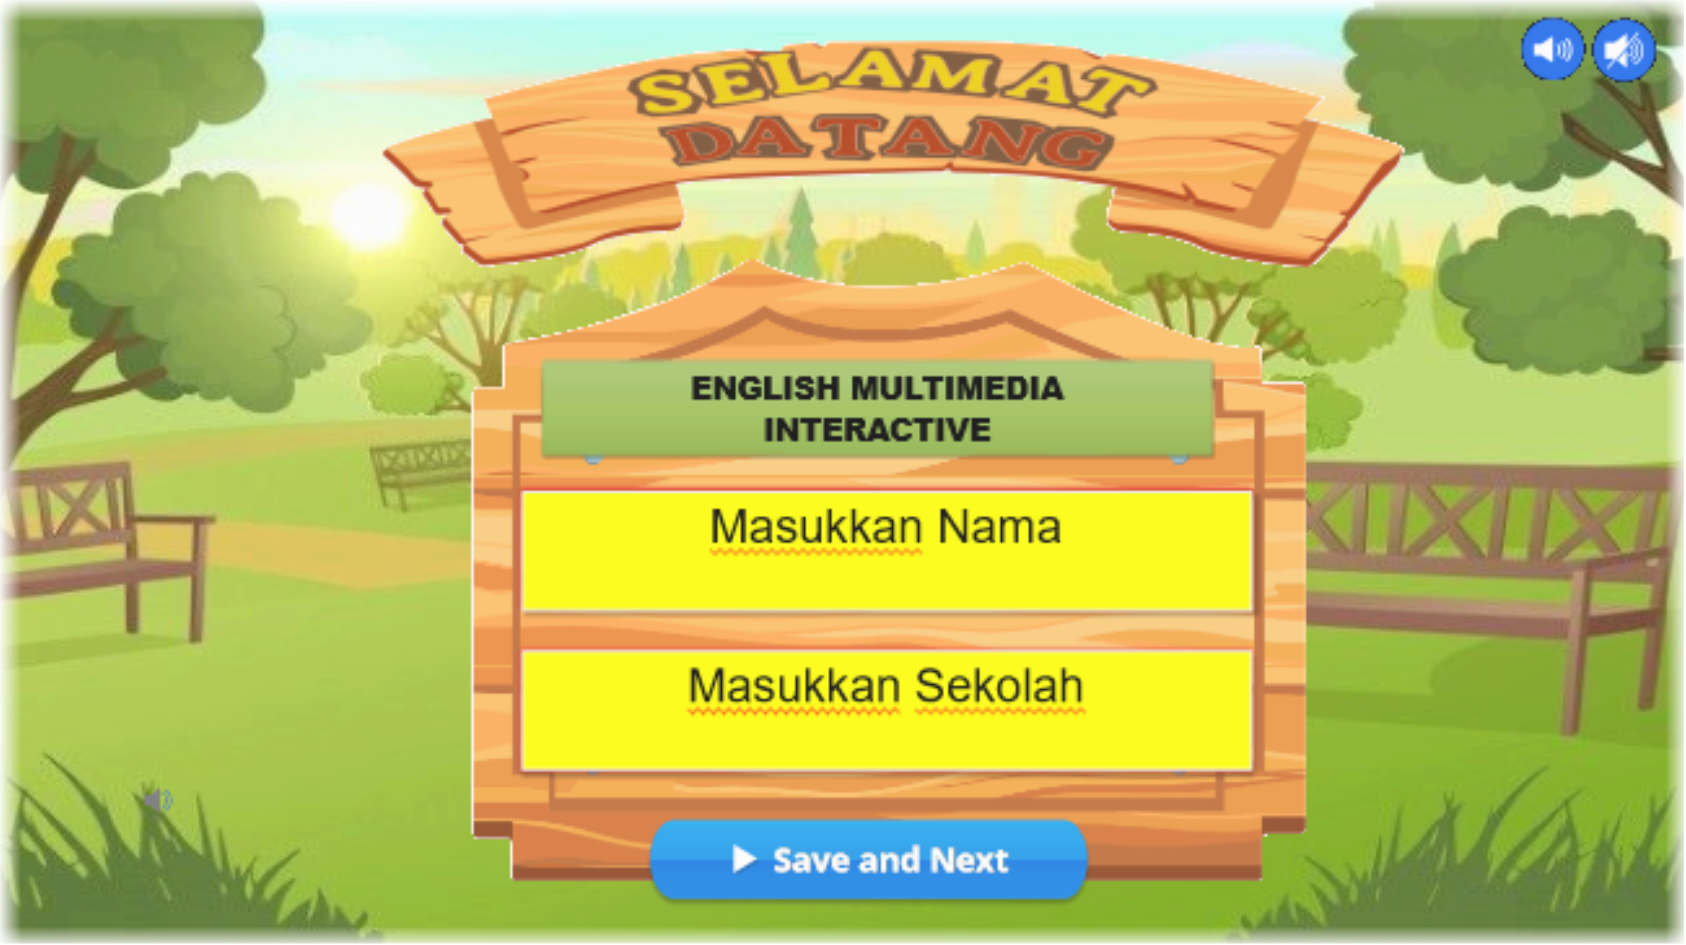 SELAMAT
DATANG
ENGLISH MULTIMEDIA
INTERACTIVE
Masukkan Nama
Masukkan Sekolah
Save and Next